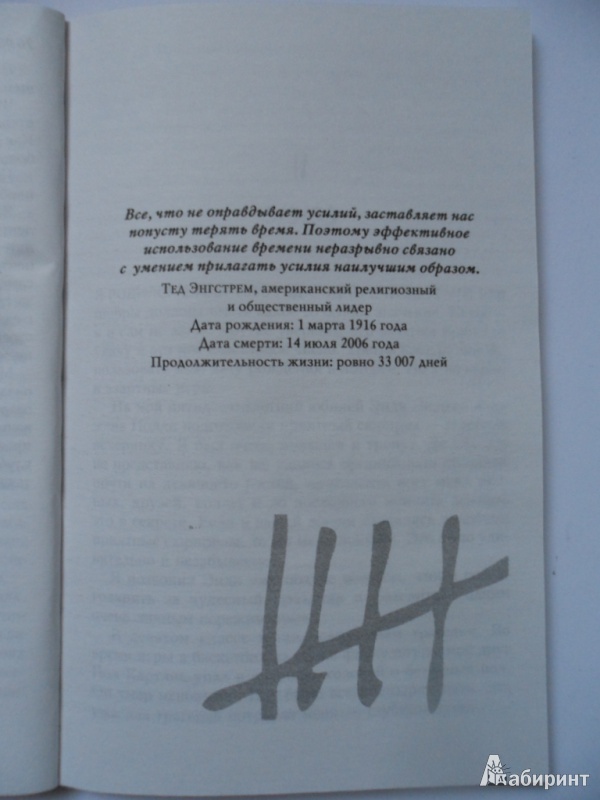 Все, что не оправдывает усилий, заставляет нас
попусту терять время. Поэтому эффективное
использование времени неразрывно связано
с умением прилагать усилия наилучшим образом.
Тед Энгстрем, американский религиозный
и общественный лидер
Дата рождения: 1 марта 1916 года
Дата смерти: 14 июля 2006 года
Продолжительность жизни: ровно 33 007 дней
Лабиринт